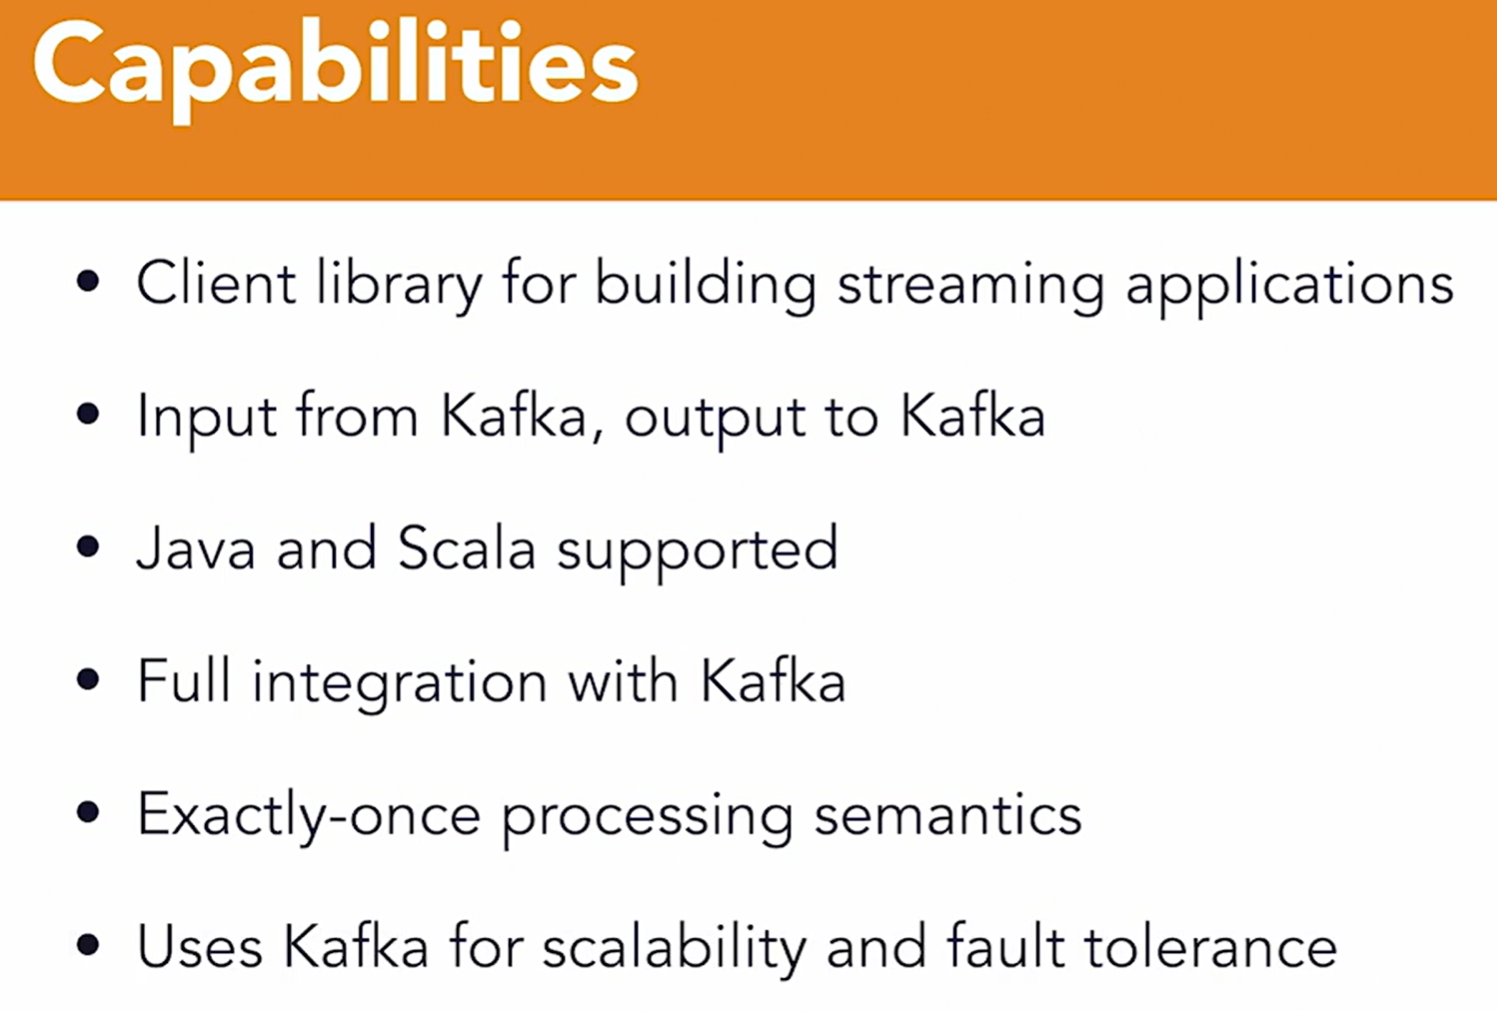 Capabilities
• Client library for building streaming applications
• Input from Kafka, output to Kafka
• Java and Scala supported
• Full integration with Kafka
• Exactly-once processing semantics
• Uses Kafka for scalability and fault tolerance